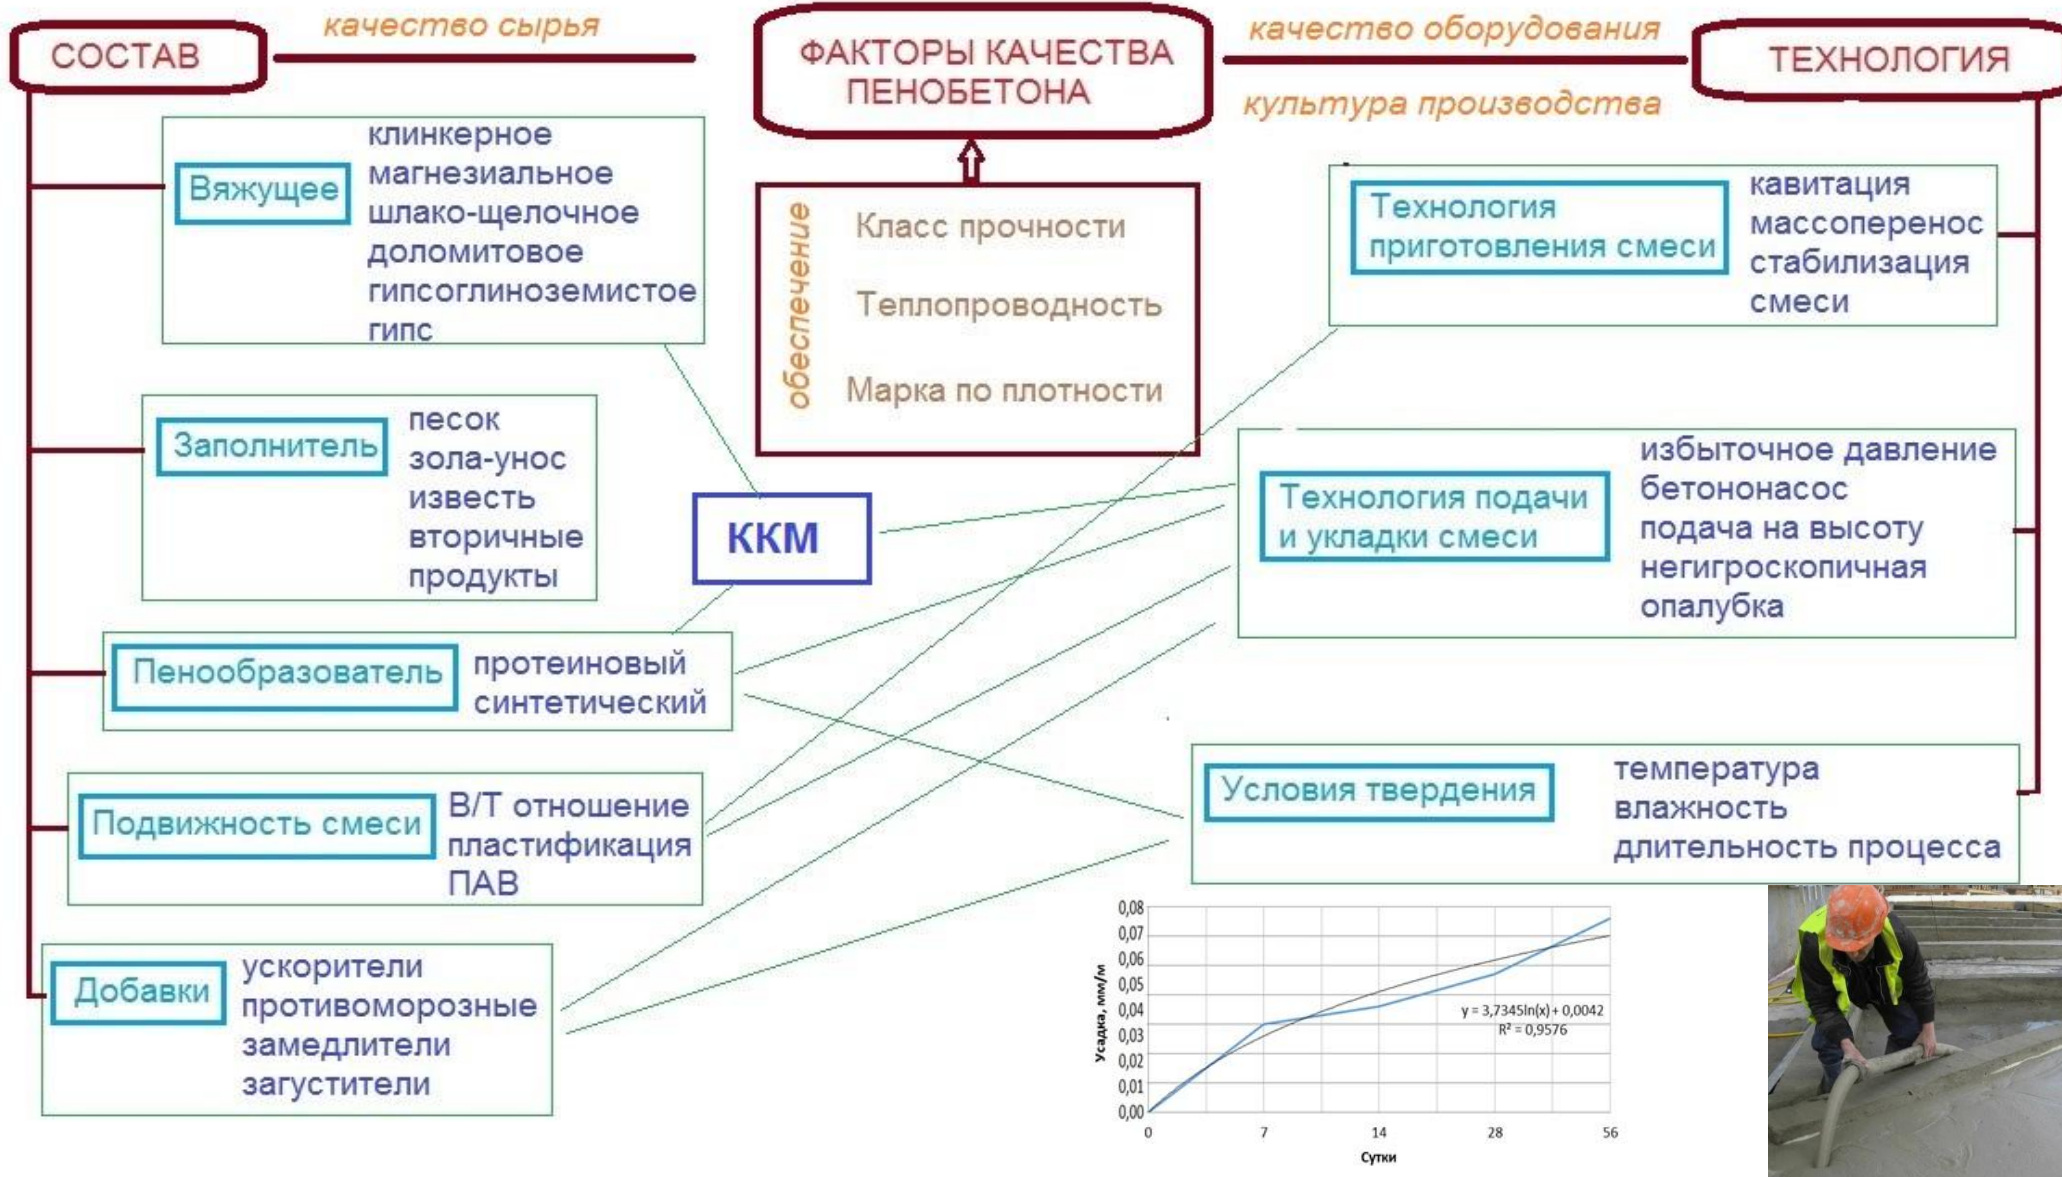 СОСТАВ
качество сырья
ФАКТОРЫ КАЧЕСТВА
ПЕНОБЕТОНА
качество оборудования
культура производства
ТЕХНОЛОГИЯ
Вяжущее
клинкерное
магнезиальное
шлако-щелочное
доломитовое
гипсоглиноземистое
гипс
Заполнитель
песок
зола-унос
известь
вторичные
продукты
Пенообразователь
протеиновый
синтетический
Подвижность смеси
В/Т отношение
пластификация
ПАВ
Добавки
ускорители
противоморозные
замедлители
загустители
обеспечение
Класс прочности
Теплопроводность
Марка по плотности
ККМ
Технология
приготовления смеси
кавитация
массоперенос
стабилизация
смеси
Технология подачи
и укладки смеси
избыточное давление
бетононасос
подача на высоту
негигроскопичная
опалубка
Условия твердения
температура
влажность
длительность процесса
Усадка, мм/м
0,08
0,07
0,06
0,05
0,04
0,03
0,02
0,01
0,00
y = 3,7345ln(x) + 0,0042
R² = 0,9576
0 7 14 28 56
Сутки